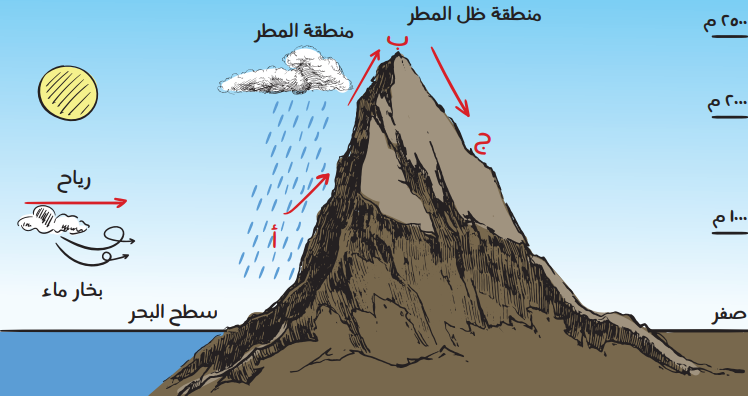 منطقة ظل المطر
منطقة المطر
ب
٢٥٠٠ م
٢٠٠٠ م
ج
رياح
١٠٠٠ م
أ
بخار ماء
سطح البحر
صفر